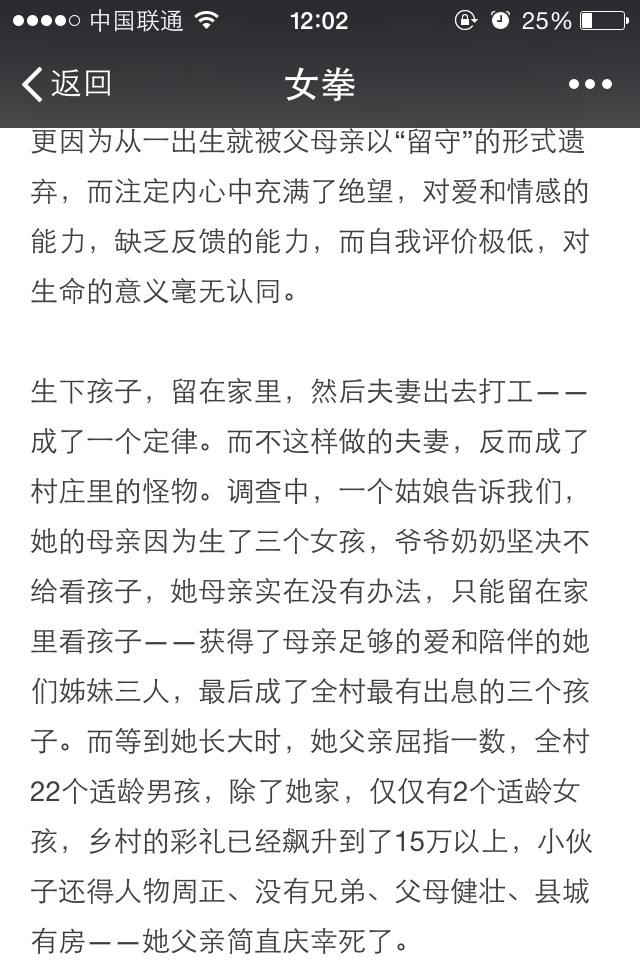 中国联通 12:02 25%
返回 女拳
更因为从一出生就被父母亲以“留守”的形式遗
弃，而注定内心中充满了绝望，对爱和情感的
能力，缺乏反馈的能力，而自我评价极低，对
生命的意义毫无认同。
生下孩子，留在家里，然后夫妻出去打工——
成了一个定律。而不这样做的夫妻，反而成了
村庄里的怪物。调查中，一个姑娘告诉我们，
她的母亲因为生了三个女孩，爷爷奶奶坚决不
给看孩子，她母亲实在没有办法，只能留在家
里看孩子——获得了母亲足够的爱和陪伴的她
们姊妹三人，最后成了全村最有出息的三个孩
子。而等到她长大时，她父亲屈指一数，全村
22个适龄男孩，除了她家，仅仅有2个适龄女
孩，乡村的彩礼已经飙升到了15万以上，小伙
子还得人物周正、没有兄弟、父母健壮、县城
有房——她父亲简直庆幸死了。